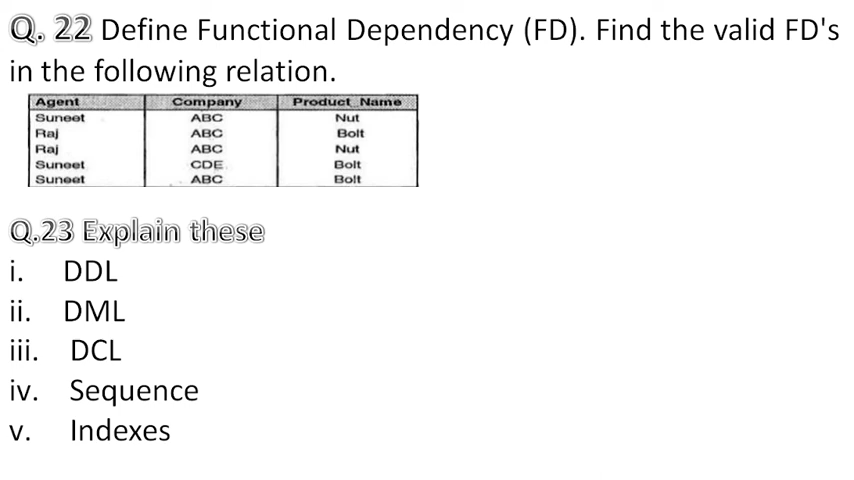 Q. 22 Define Functional Dependency (FD). Find the valid FD's
in the following relation.
Agent Company Product_Name
Suneet ABC Nut
Raj ABC Bolt
Raj ABC Nut
Suneet CDE Bolt
Suneet ABC Bolt
Q.23 Explain these
i. DDL
ii. DML
iii. DCL
iv. Sequence
v. Indexes